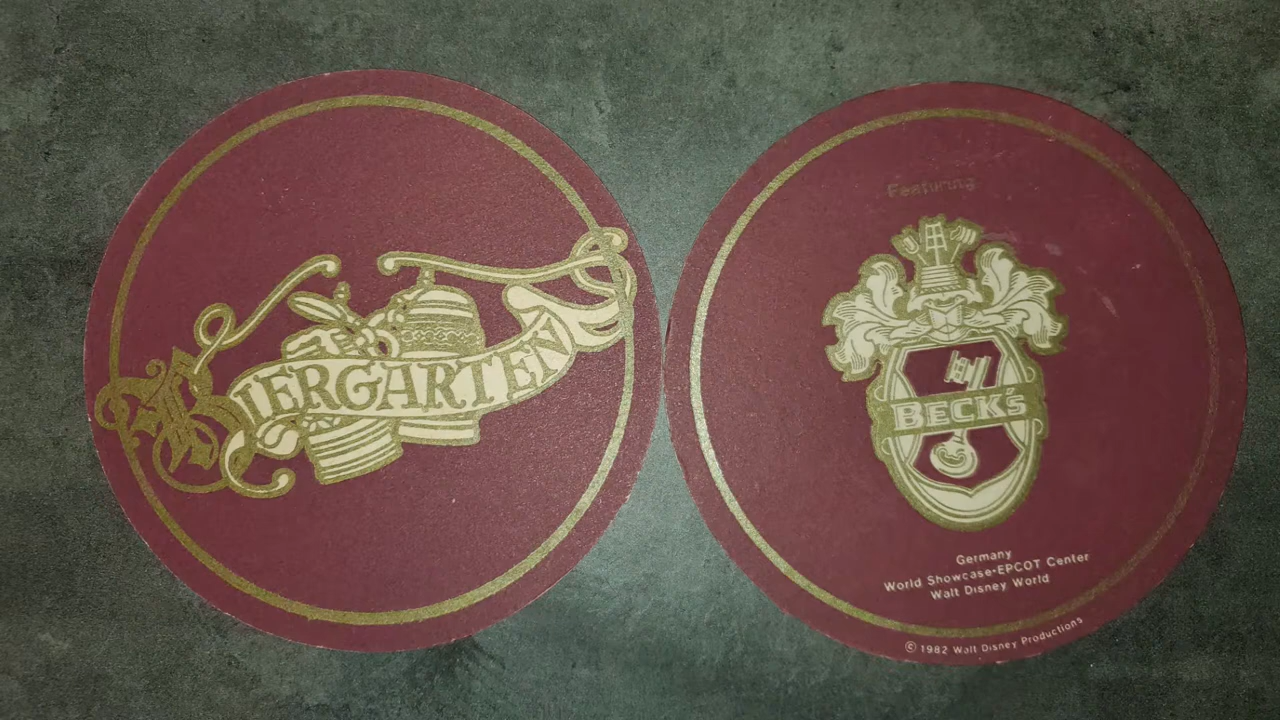 BIERGARTEN
Featuring
BECK'S
Germany
World Showcase•EPCOT Center
Walt Disney World
© 1982 Walt Disney Productions